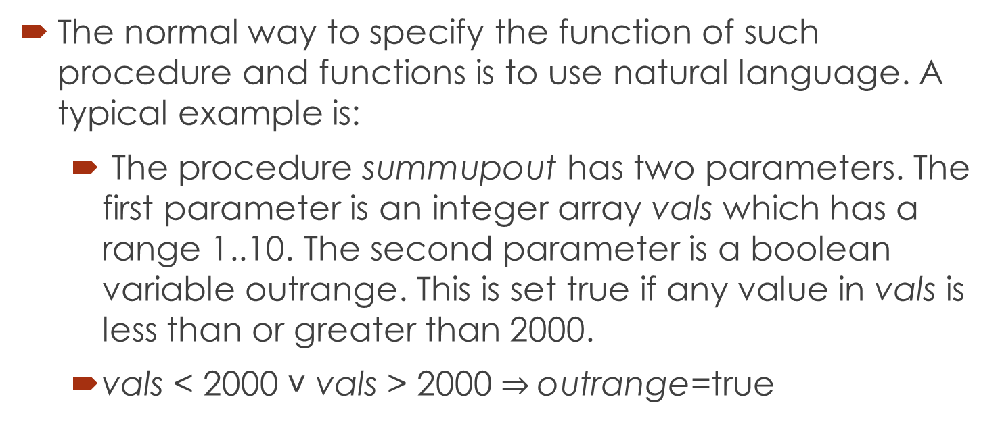 The normal way to specify the function of such
procedure and functions is to use natural language. A
typical example is:
The procedure summupout has two parameters. The
first parameter is an integer array vals which has a
range 1..10. The second parameter is a boolean
variable outrange. This is set true if any value in vals is
less than or greater than 2000.
vals < 2000 ˅ vals > 2000 ⇒ outrange=true